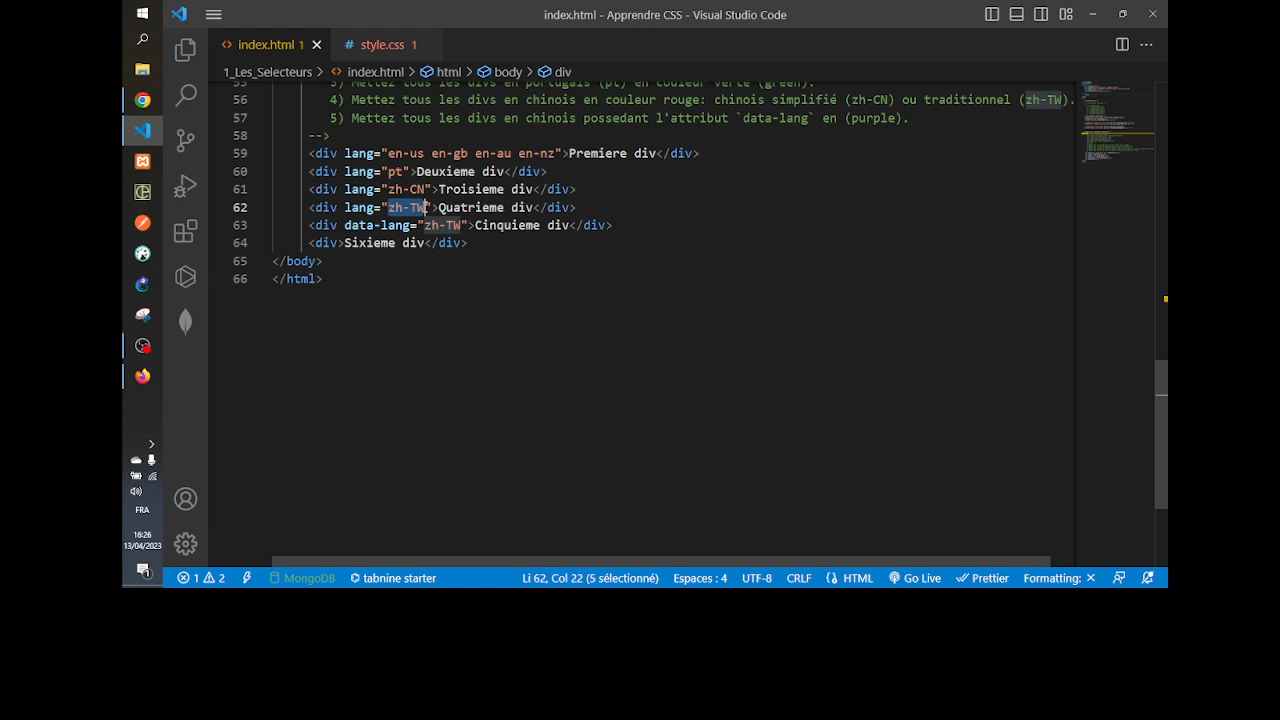 index.html - Apprendre CSS - Visual Studio Code
index.html 1
style.css 1
1_Les_Selecteurs > index.html > html > body > div
55 3) Mettez tous les divs en portugais (pt) en couleur verte (green).
56 4) Mettez tous les divs en chinois en couleur rouge: chinois simplifié (zh-CN) ou traditionnel (zh-TW).
57 5) Mettez tous les divs en chinois possedant l'attribut `data-lang` en (purple).
58 -->
59 <div lang="en-us en-gb en-au en-nz">Premiere div</div>
60 <div lang="pt">Deuxieme div</div>
61 <div lang="zh-CN">Troisieme div</div>
62 <div lang="zh-TW">Quatrieme div</div>
63 <div data-lang="zh-TW">Cinquieme div</div>
64 <div>Sixieme div</div>
65 </body>
66 </html>
FRA
16:26
13/04/2023
1
1 2 MongoDB tabnine starter Li 62, Col 22 (5 sélectionné) Espaces : 4 UTF-8 CRLF HTML Go Live Prettier Formatting: ×